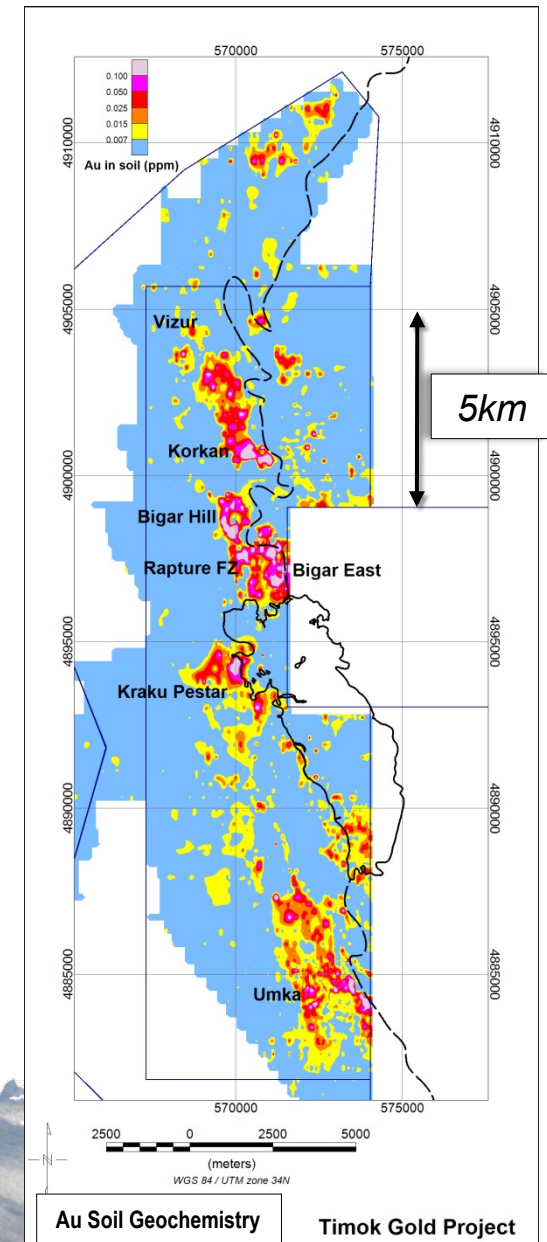 570000 575000
0.100
0.050
0.025
0.015
0.007
Au in soil (ppm)
4910000 4910000
4905000 4905000
Vizur
5km
Korkan
4900000 4900000
Bigar Hill
Rapture FZ Bigar East
4895000 4895000
Kraku Pestar
4890000 4890000
4885000 4885000
Umka
570000 575000
2500 0 2500 5000
(meters)
WGS 84 / UTM zone 34N
N
Au Soil Geochemistry Timok Gold Project